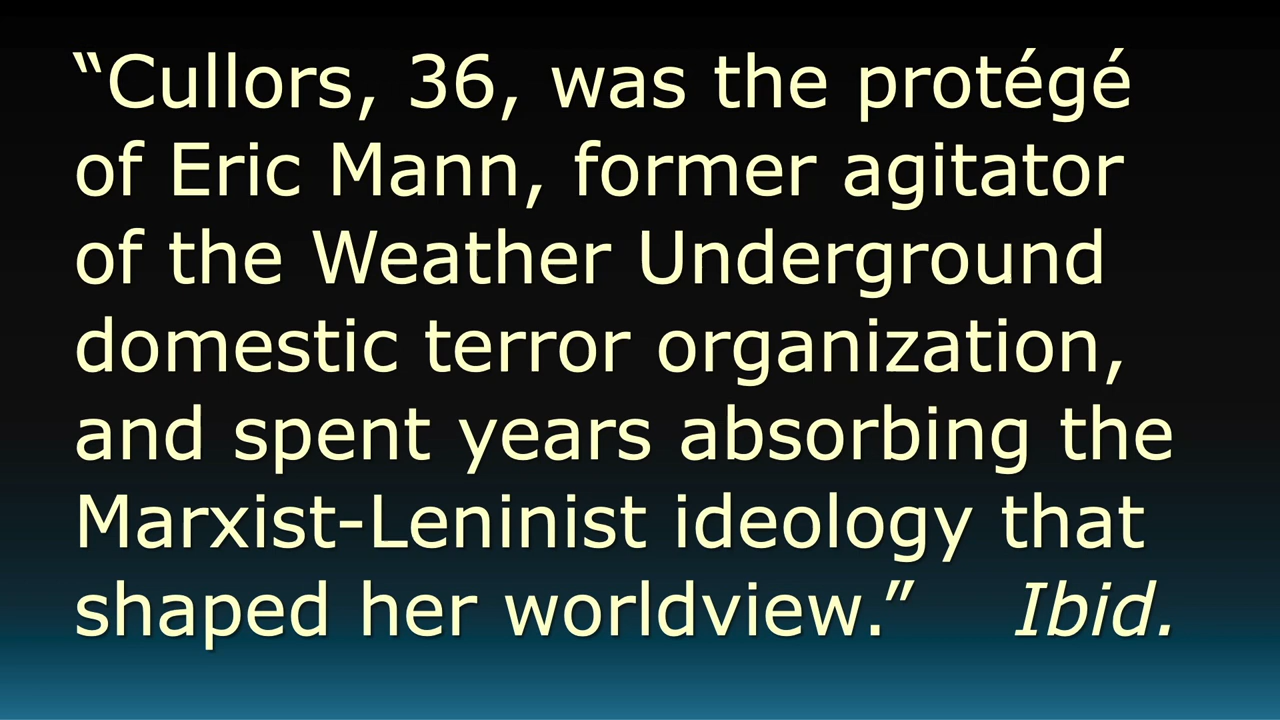 “Cullors, 36, was the protégé
of Eric Mann, former agitator
of the Weather Underground
domestic terror organization,
and spent years absorbing the
Marxist-Leninist ideology that
shaped her worldview.” Ibid.